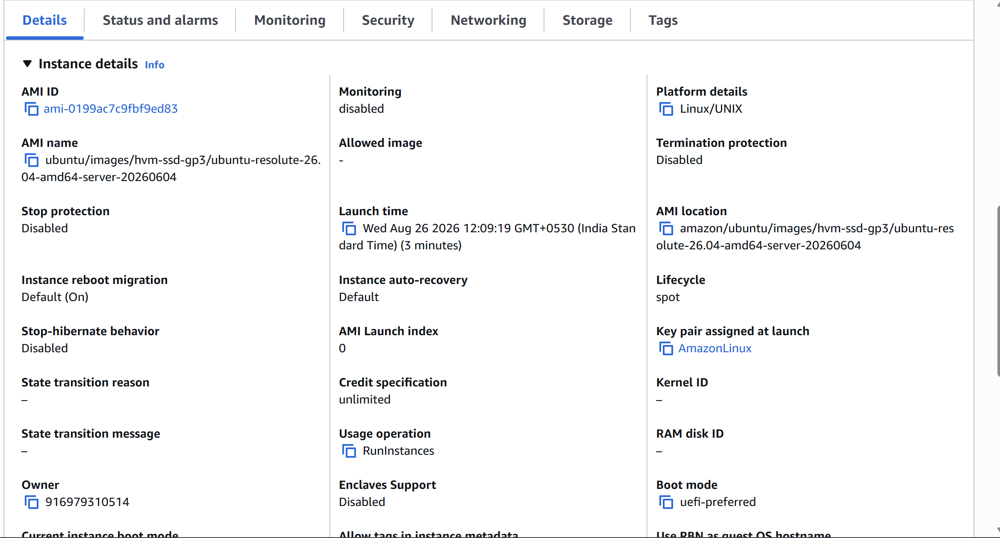 Details
Status and alarms
Monitoring
Security
Networking
Storage
Tags
Instance details Info
AMI ID
ami-0199ac7c9fbf9ed83
Monitoring
disabled
Platform details
Linux/UNIX
AMI name
ubuntu/images/hvm-ssd-gp3/ubuntu-resolute-26.
04-amd64-server-20260604
Allowed image
-
Termination protection
Disabled
Stop protection
Disabled
Launch time
Wed Aug 26 2026 12:09:19 GMT+0530 (India Stan
dard Time) (3 minutes)
AMI location
amazon/ubuntu/images/hvm-ssd-gp3/ubuntu-res
olute-26.04-amd64-server-20260604
Instance reboot migration
Default (On)
Instance auto-recovery
Default
Lifecycle
spot
Stop-hibernate behavior
Disabled
AMI Launch index
0
Key pair assigned at launch
AmazonLinux
State transition reason
–
Credit specification
unlimited
Kernel ID
–
State transition message
–
Usage operation
RunInstances
RAM disk ID
–
Owner
916979310514
Enclaves Support
Disabled
Boot mode
uefi-preferred
Current instance boot mode
Allow tags in instance metadata
Use RBN as guest OS hostname